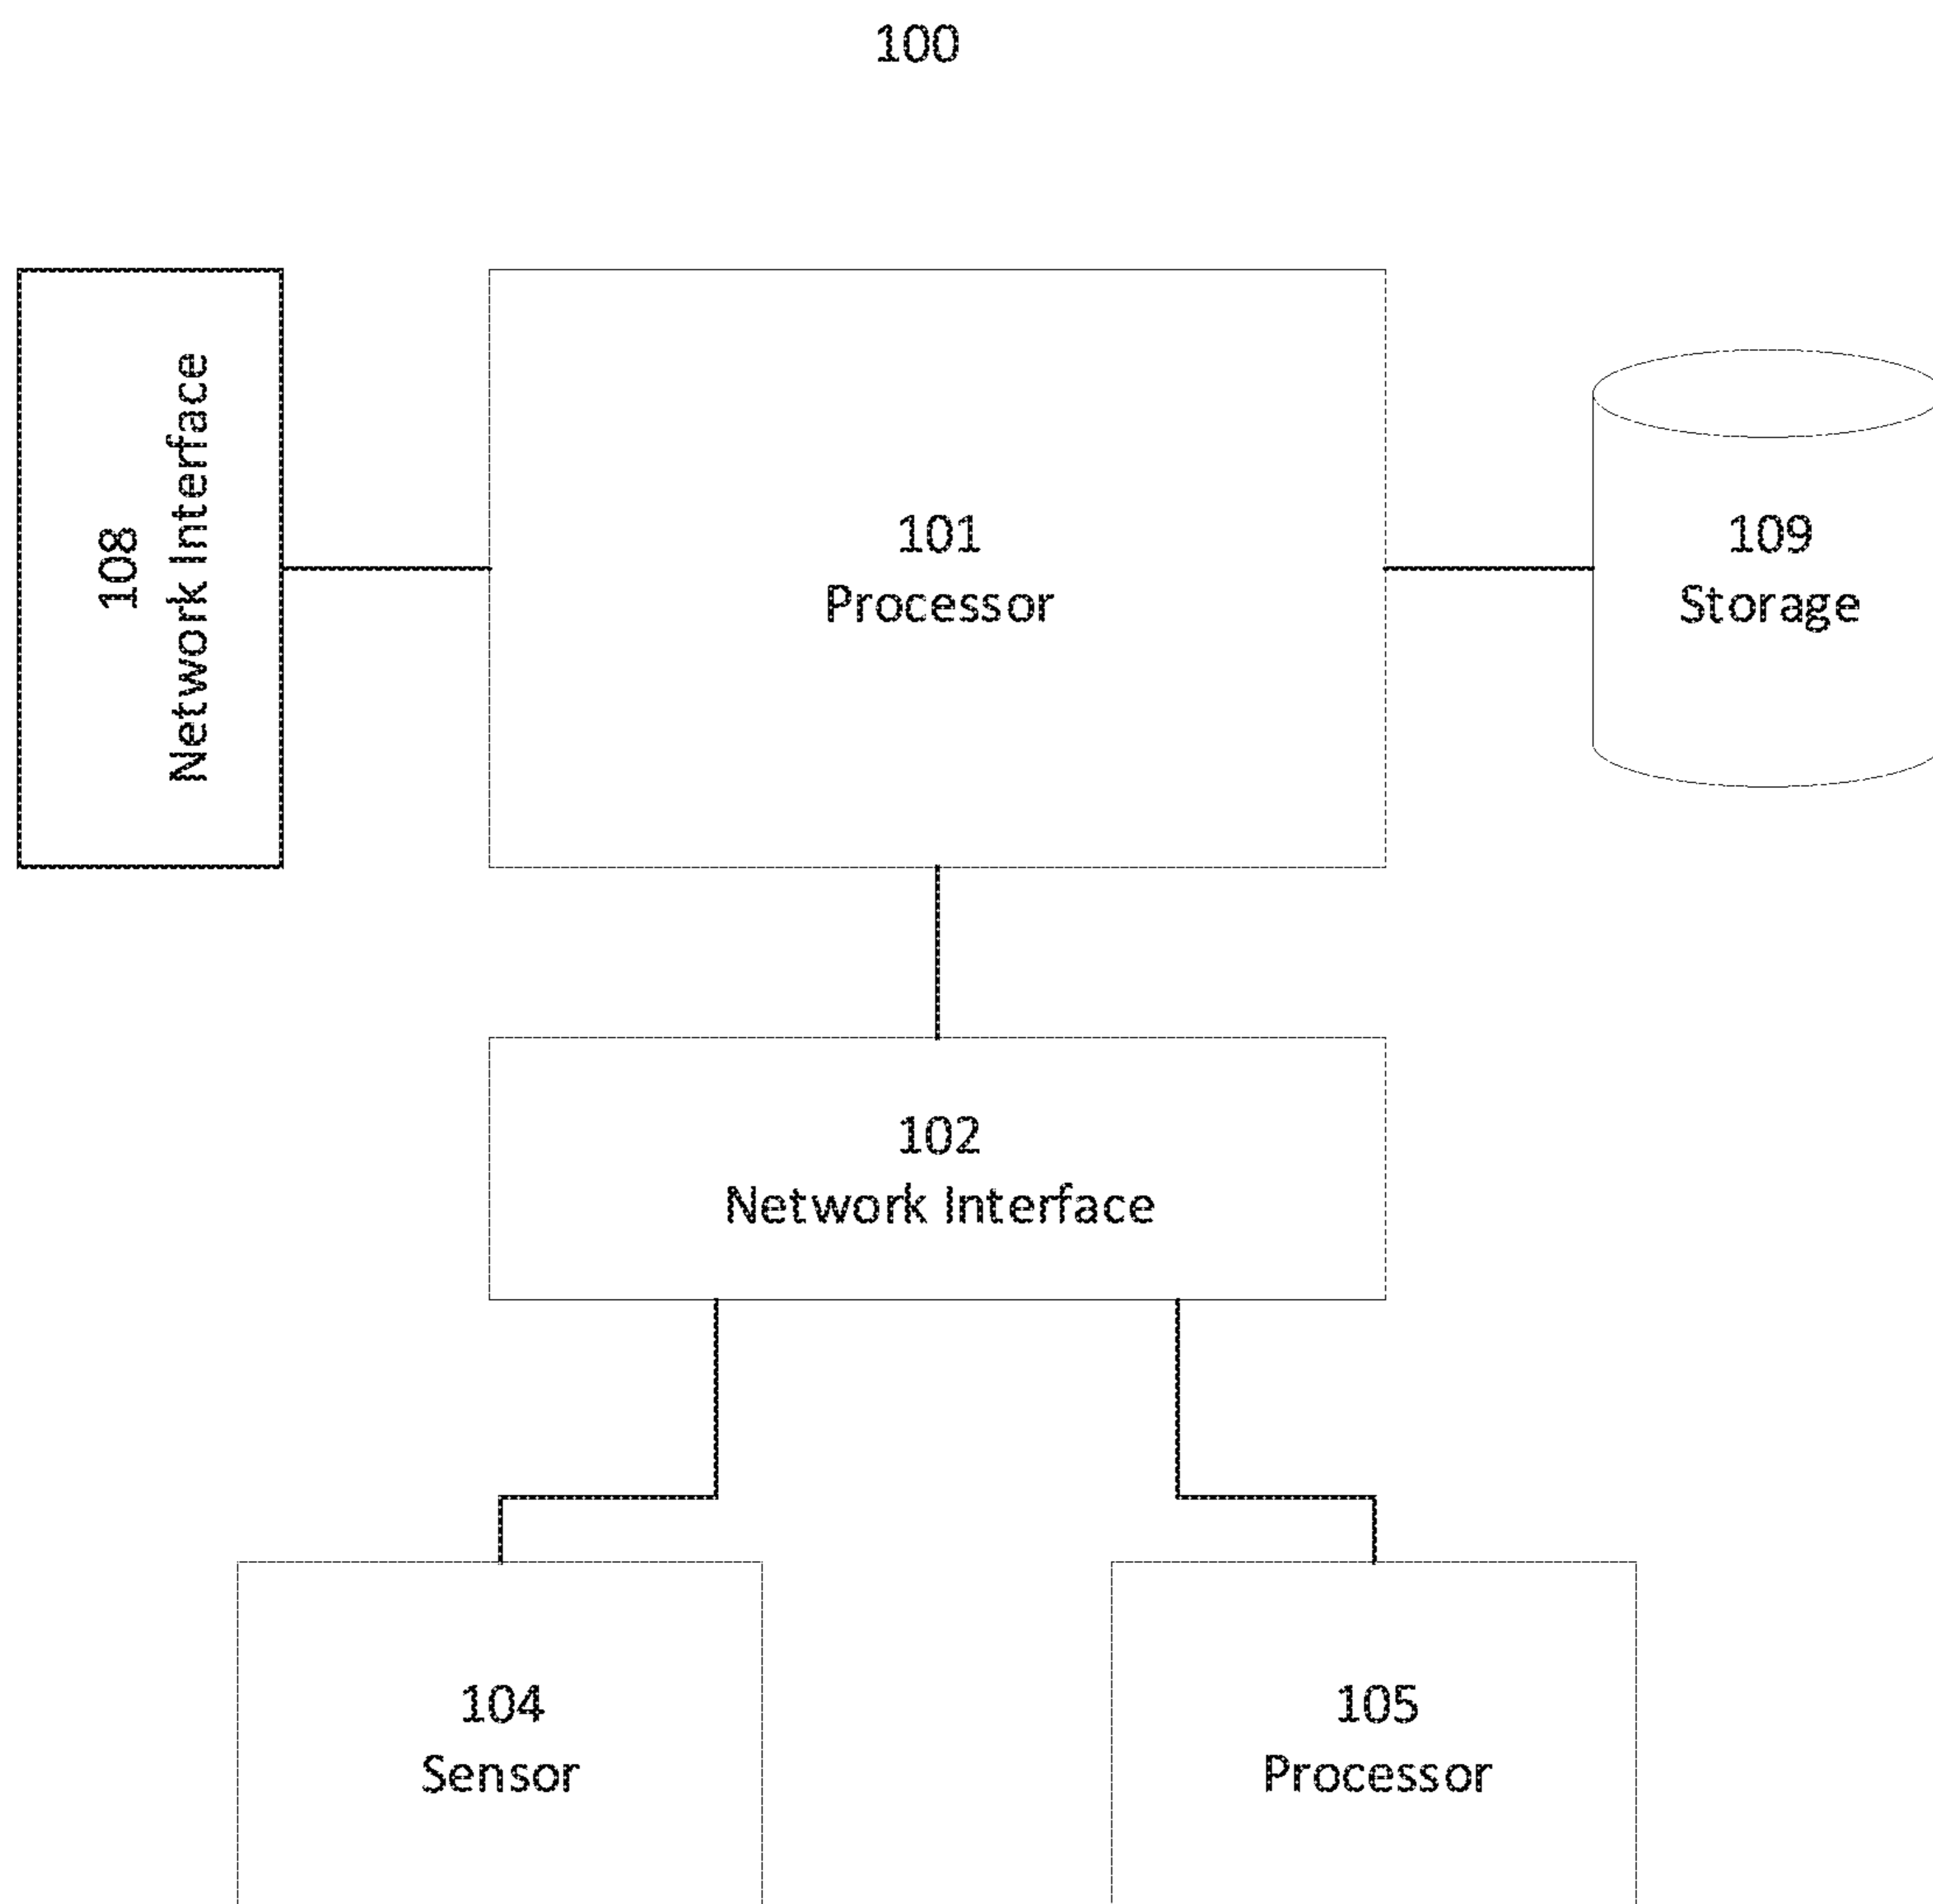 100
108
Network Interface
101
Processor
109
Storage
102
Network Interface
104
Sensor
105
Processor